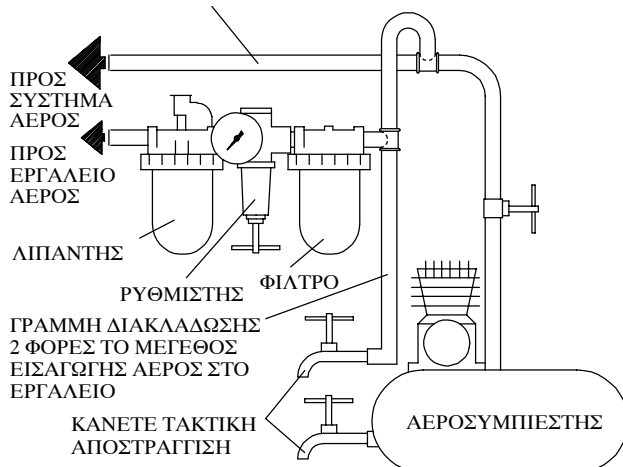 ΠΡΟΣ
ΣΥΣΤΗΜΑ
ΑΕΡΟΣ
ΠΡΟΣ
ΕΡΓΑΛΕΙΟ
ΑΕΡΟΣ
ΛΙΠΑΝΤΗΣ
ΡΥΘΜΙΣΤΗΣ
ΦΙΛΤΡΟ
ΓΡΑΜΜΗ ΔΙΑΚΛΑΔΩΣΗΣ
2 ΦΟΡΕΣ ΤΟ ΜΕΓΕΘΟΣ
ΕΙΣΑΓΩΓΗΣ ΑΕΡΟΣ ΣΤΟ
ΕΡΓΑΛΕΙΟ
ΚΑΝΕΤΕ ΤΑΚΤΙΚΗ
ΑΠΟΣΤΡΑΓΓΙΣΗ
ΑΕΡΟΣΥΜΠΙΕΣΤΗΣ